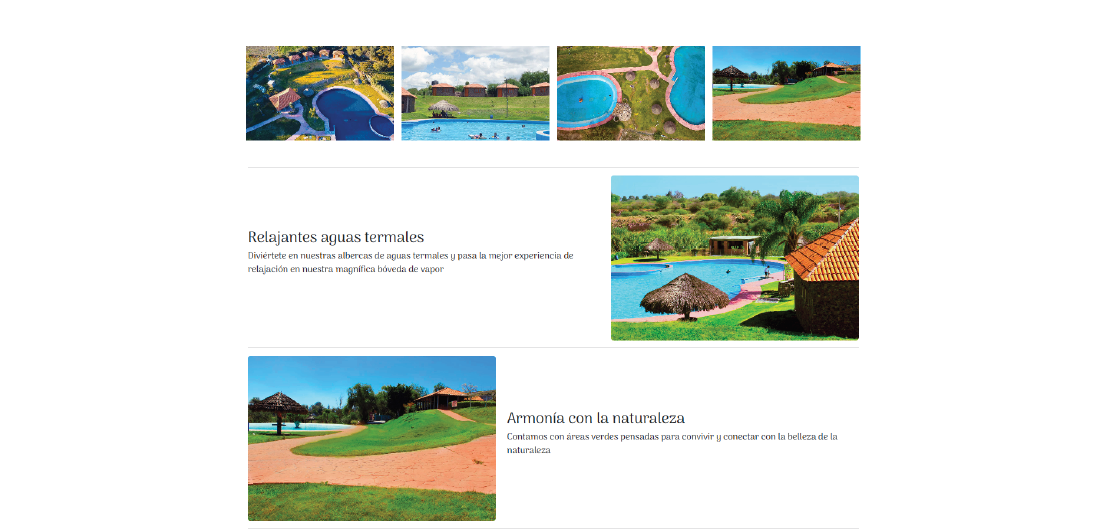 Relajantes aguas termales
Diviértete en nuestras albercas de aguas termales y pasa la mejor experiencia de
relajación en nuestra magnífica bóveda de vapor
Armonía con la naturaleza
Contamos con áreas verdes pensadas para convivir y conectar con la belleza de la
naturaleza